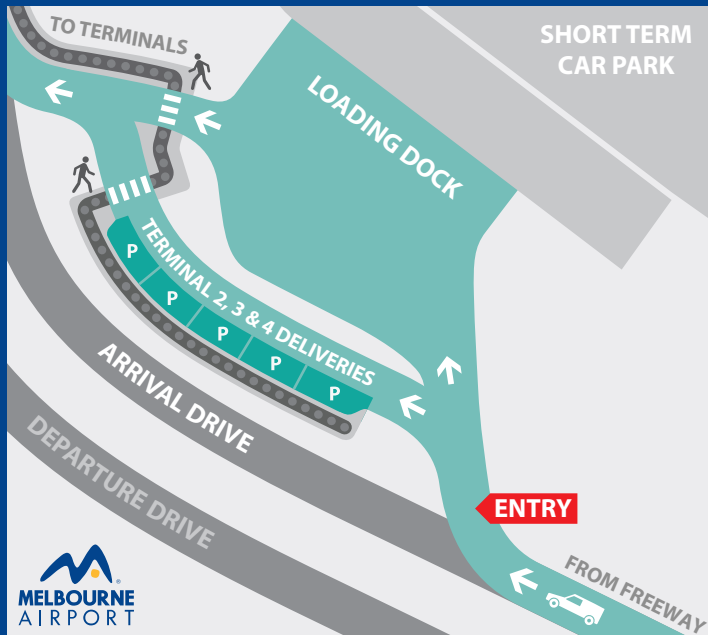 TO TERMINALS
SHORT TERM
CAR PARK
LOADING DOCK
TERMINAL 2, 3 & 4 DELIVERIES
P
P
P
P
P
ARRIVAL DRIVE
DEPARTURE DRIVE
ENTRY
FROM FREEWAY
MELBOURNE
AIRPORT